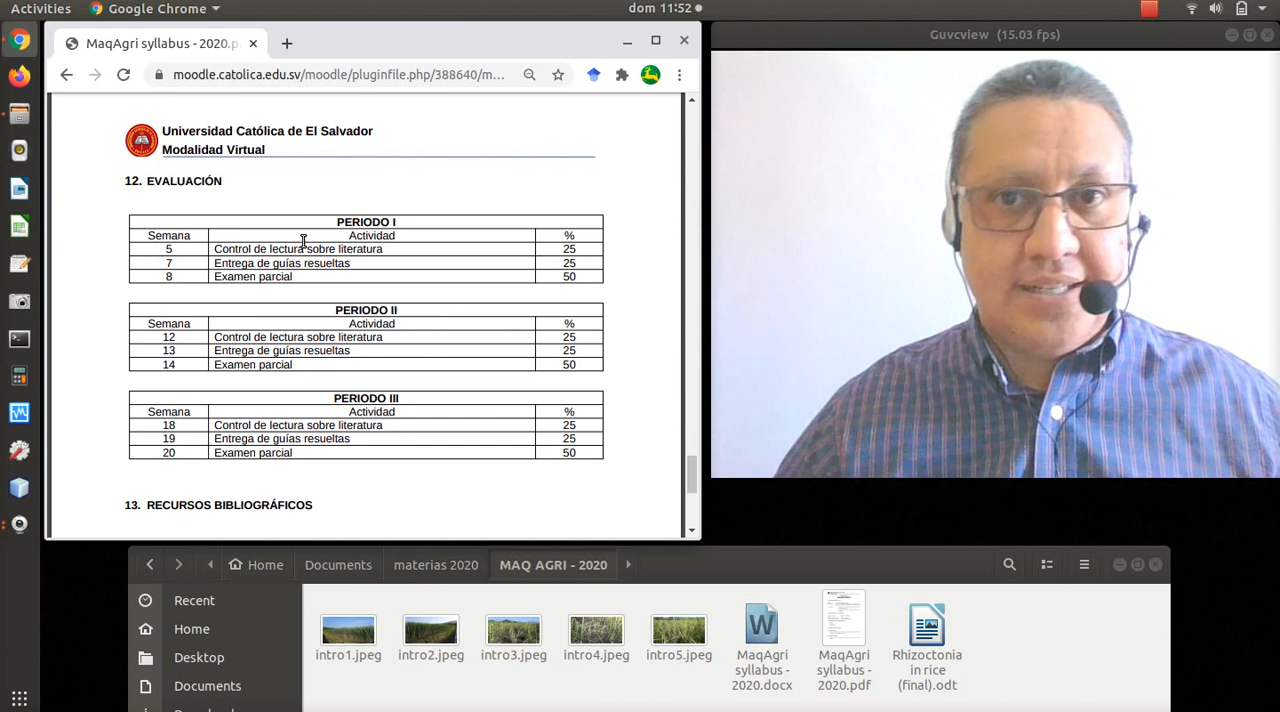 Activities
Google Chrome
dom 11:52
MaqAgri syllabus - 2020.p
moodle.catolica.edu.sv/moodle/pluginfile.php/388640/m...
Guvcview (15.03 fps)
Universidad Católica de El Salvador
Modalidad Virtual
12. EVALUACIÓN
PERIODO I
Semana Actividad %
5 Control de lectura sobre literatura 25
7 Entrega de guías resueltas 25
8 Examen parcial 50
PERIODO II
Semana Actividad %
12 Control de lectura sobre literatura 25
13 Entrega de guías resueltas 25
14 Examen parcial 50
PERIODO III
Semana Actividad %
18 Control de lectura sobre literatura 25
19 Entrega de guías resueltas 25
20 Examen parcial 50
13. RECURSOS BIBLIOGRÁFICOS
Home Documents materias 2020 MAQ AGRI - 2020
Recent
Home
Desktop
Documents
intro1.jpeg
intro2.jpeg
intro3.jpeg
intro4.jpeg
intro5.jpeg
MaqAgri
syllabus -
2020.docx
MaqAgri
syllabus -
2020.pdf
Rhizoctonia
in rice
(final).odt